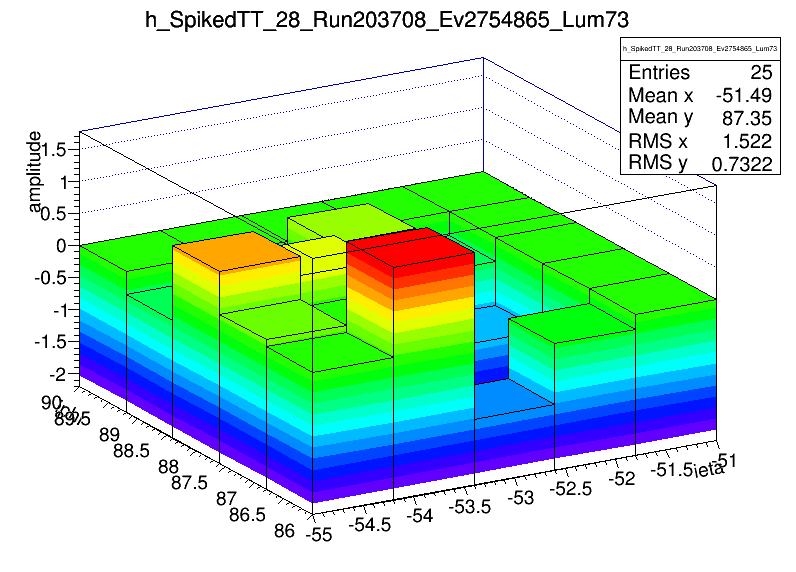 h_SpikedTT_28_Run203708_Ev2754865_Lum73
h_SpikedTT_28_Run203708_Ev2754865_Lum73
Entries 25
Mean x -51.49
Mean y 87.35
RMS x 1.522
RMS y 0.7322
amplitude
1.5
1
0.5
0
-0.5
-1
-1.5
-2
90
89.5
89
88.5
88
87.5
87
86.5
86
-55
-54.5
-54
-53.5
-53
-52.5
-52
-51.5
-51
ieta